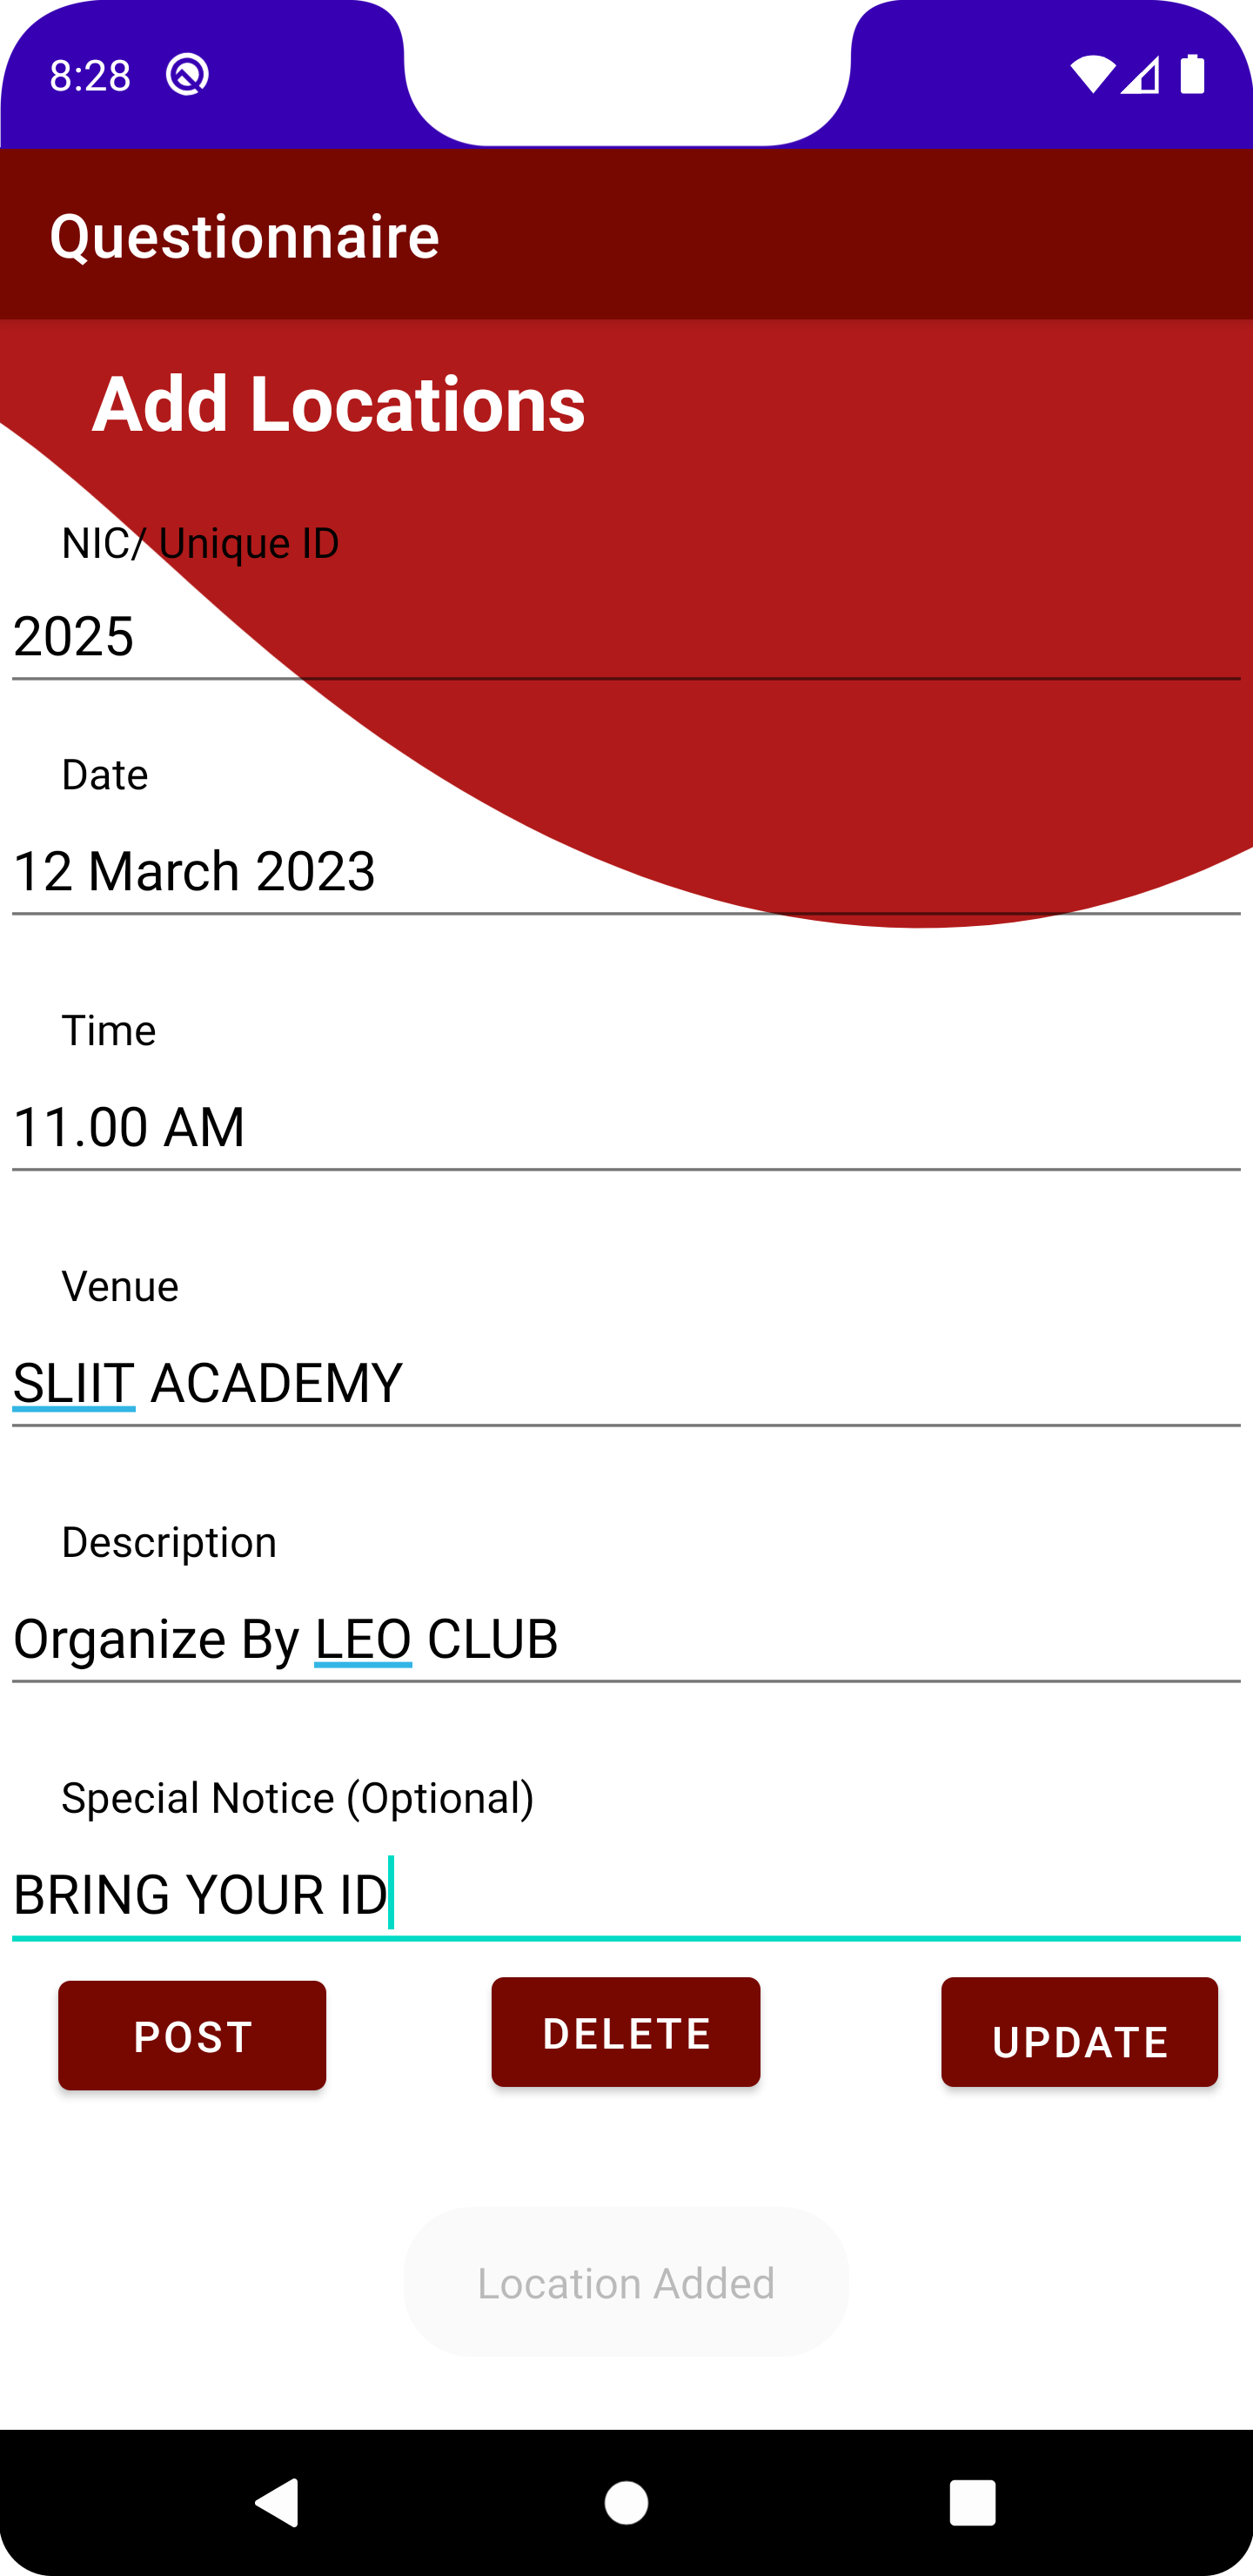 8:28
Questionnaire
Add Locations
NIC/ Unique ID
2025
Date
12 March 2023
Time
11.00 AM
Venue
SLIIT ACADEMY
Description
Organize By LEO CLUB
Special Notice (Optional)
BRING YOUR ID
POST DELETE UPDATE
Location Added